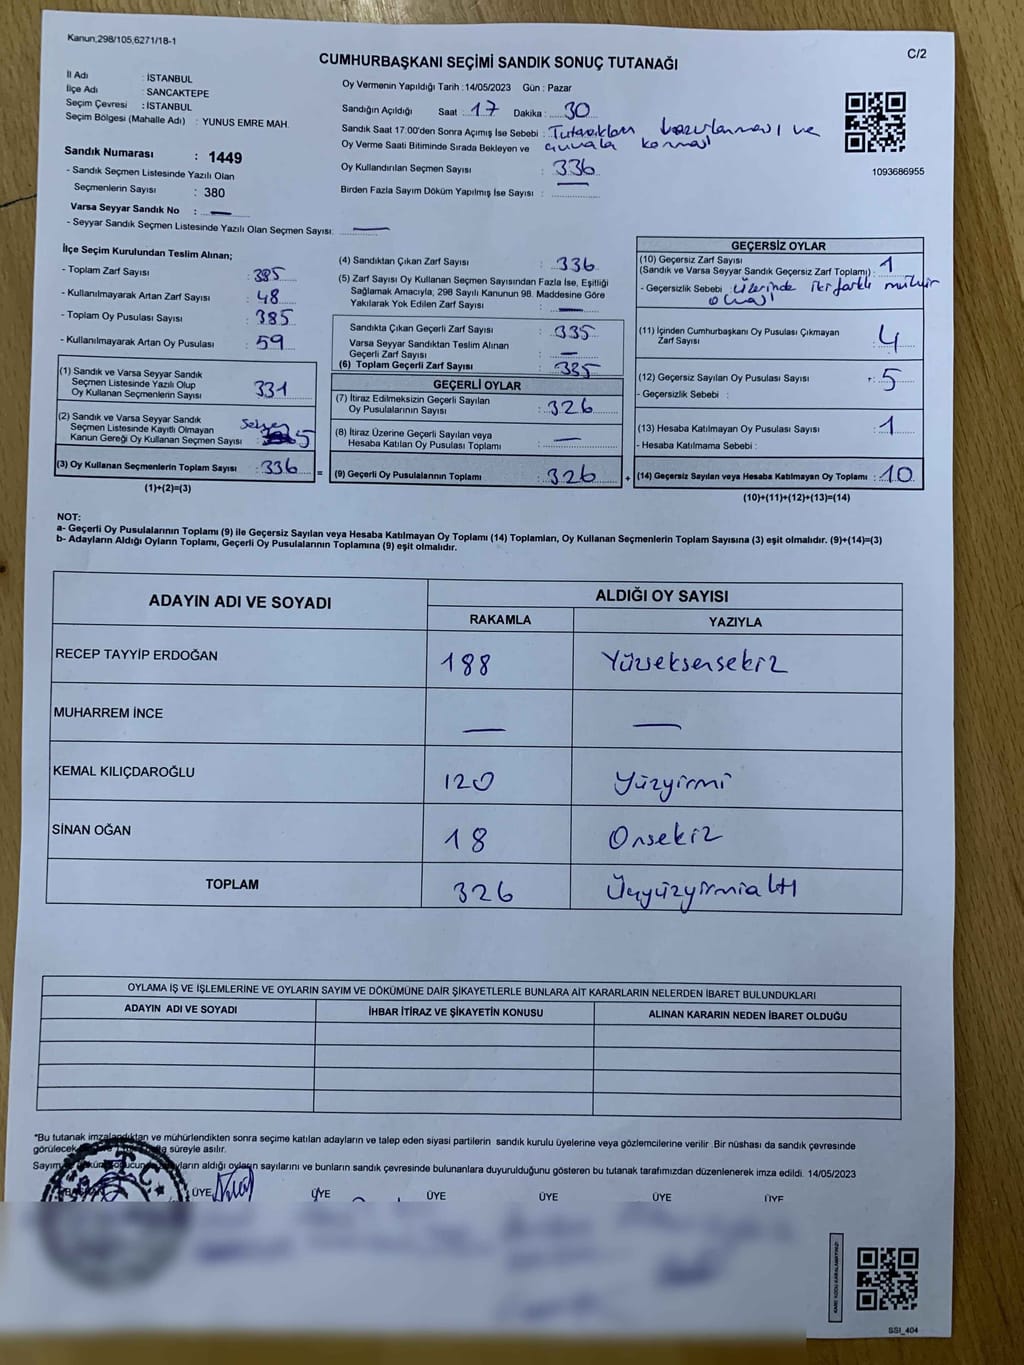 Kanun;298/105,6271/18-1
C/2
CUMHURBAŞKANI SEÇİMİ SANDIK SONUÇ TUTANAĞI
İl Adı : İSTANBUL
İlçe Adı : SANCAKTEPE
Seçim Çevresi : İSTANBUL
Seçim Bölgesi (Mahalle Adı) : YUNUS EMRE MAH.
Sandık Numarası : 1449
- Sandık Seçmen Listesinde Yazılı Olan
Seçmenlerin Sayısı : 380
Varsa Seyyar Sandık No : —
- Seyyar Sandık Seçmen Listesinde Yazılı Olan Seçmen Sayısı: —
Oy Vermenin Yapıldığı Tarih : 14/05/2023 Gün : Pazar
Sandığın Açıldığı Saat : 17 Dakika : 30
Sandık Saat 17:00'den Sonra Açımış İse Sebebi : Tutanakların hazırlanması ve
Oy Verme Saati Bitiminde Sırada Bekleyen ve
Oy Kullandırılan Seçmen Sayısı : 336
Birden Fazla Sayım Döküm Yapılmış İse Sayısı : —
1093686955
İlçe Seçim Kurulundan Teslim Alınan;
- Toplam Zarf Sayısı : 385
- Kullanılmayarak Artan Zarf Sayısı : 48
- Toplam Oy Pusulası Sayısı : 385
- Kullanılmayarak Artan Oy Pusulası : 59
(1) Sandık ve Varsa Seyyar Sandık
Seçmen Listesinde Yazılı Olup
Oy Kullanan Seçmenlerin Sayısı : 331
(2) Sandık ve Varsa Seyyar Sandık
Seçmen Listesinde Kayıtlı Olmayan
Kanun Gereği Oy Kullanan Seçmen Sayısı : 5
(3) Oy Kullanan Seçmenlerin Toplam Sayısı : 336
(1)+(2)=(3)
(4) Sandıktan Çıkan Zarf Sayısı : 336
(5) Zarf Sayısı Oy Kullanan Seçmen Sayısından Fazla İse, Eşitliği
Sağlamak Amacıyla, 298 Sayılı Kanunun 98. Maddesine Göre
Yakılarak Yok Edilen Zarf Sayısı : —
Sandıkta Çıkan Geçerli Zarf Sayısı : 335
Varsa Seyyar Sandıktan Teslim Alınan
Geçerli Zarf Sayısı : —
(6) Toplam Geçerli Zarf Sayısı : 335
GEÇERLİ OYLAR
(7) İtiraz Edilmeksizin Geçerli Sayılan
Oy Pusulalarının Sayısı : 326
(8) İtiraz Üzerine Geçerli Sayılan veya
Hesaba Katılan Oy Pusulası Toplamı : —
= (9) Geçerli Oy Pusulalarının Toplamı : 326
GEÇERSİZ OYLAR
(10) Geçersiz Zarf Sayısı
(Sandık ve Varsa Seyyar Sandık Geçersiz Zarf Toplamı) : 1
- Geçersizlik Sebebi : üzerinde iki farklı mühür
olması
(11) İçinden Cumhurbaşkanı Oy Pusulası Çıkmayan
Zarf Sayısı : 4
(12) Geçersiz Sayılan Oy Pusulası Sayısı : 5
- Geçersizlik Sebebi :
(13) Hesaba Katılmayan Oy Pusulası Sayısı : 1
- Hesaba Katılmama Sebebi :
+ (14) Geçersiz Sayılan veya Hesaba Katılmayan Oy Toplamı : 10
(10)+(11)+(12)+(13)=(14)
NOT:
a- Geçerli Oy Pusulalarının Toplamı (9) ile Geçersiz Sayılan veya Hesaba Katılmayan Oy Toplamı (14) Toplamları, Oy Kullanan Seçmenlerin Toplam Sayısına (3) eşit olmalıdır. (9)+(14)=(3)
b- Adayların Aldığı Oyların Toplamı, Geçerli Oy Pusulalarının Toplamına (9) eşit olmalıdır.
ADAYIN ADI VE SOYADI
ALDIĞI OY SAYISI
RAKAMLA YAZIYLA
RECEP TAYYİP ERDOĞAN 188 Yüzseksensekiz
MUHARREM İNCE — —
KEMAL KILIÇDAROĞLU 120 Yüzyirmi
SİNAN OĞAN 18 Onsekiz
TOPLAM 326 Üçyüzyirmialtı
OYLAMA İŞ VE İŞLEMLERİNE VE OYLARIN SAYIM VE DÖKÜMÜNE DAİR ŞİKAYETLERLE BUNLARA AİT KARARLARIN NELERDEN İBARET BULUNDUKLARI
ADAYIN ADI VE SOYADI İHBAR İTİRAZ VE ŞİKAYETİN KONUSU ALINAN KARARIN NEDEN İBARET OLDUĞU
*Bu tutanak imzalandıktan ve mühürlendikten sonra seçime katılan adayların ve talep eden siyasi partilerin sandık kurulu üyelerine veya gözlemcilerine verilir .Bir nüshası da sandık çevresinde
görülecek süreyle asılır.
Sayım adayların aldığı oyların sayılarını ve bunların sandık çevresinde bulunanlara duyurulduğunu gösteren bu tutanak tarafımızdan düzenlenerek imza edildi. 14/05/2023
ÜYE ÜYE ÜYE ÜYE ÜYE ÜYE
SSI_404